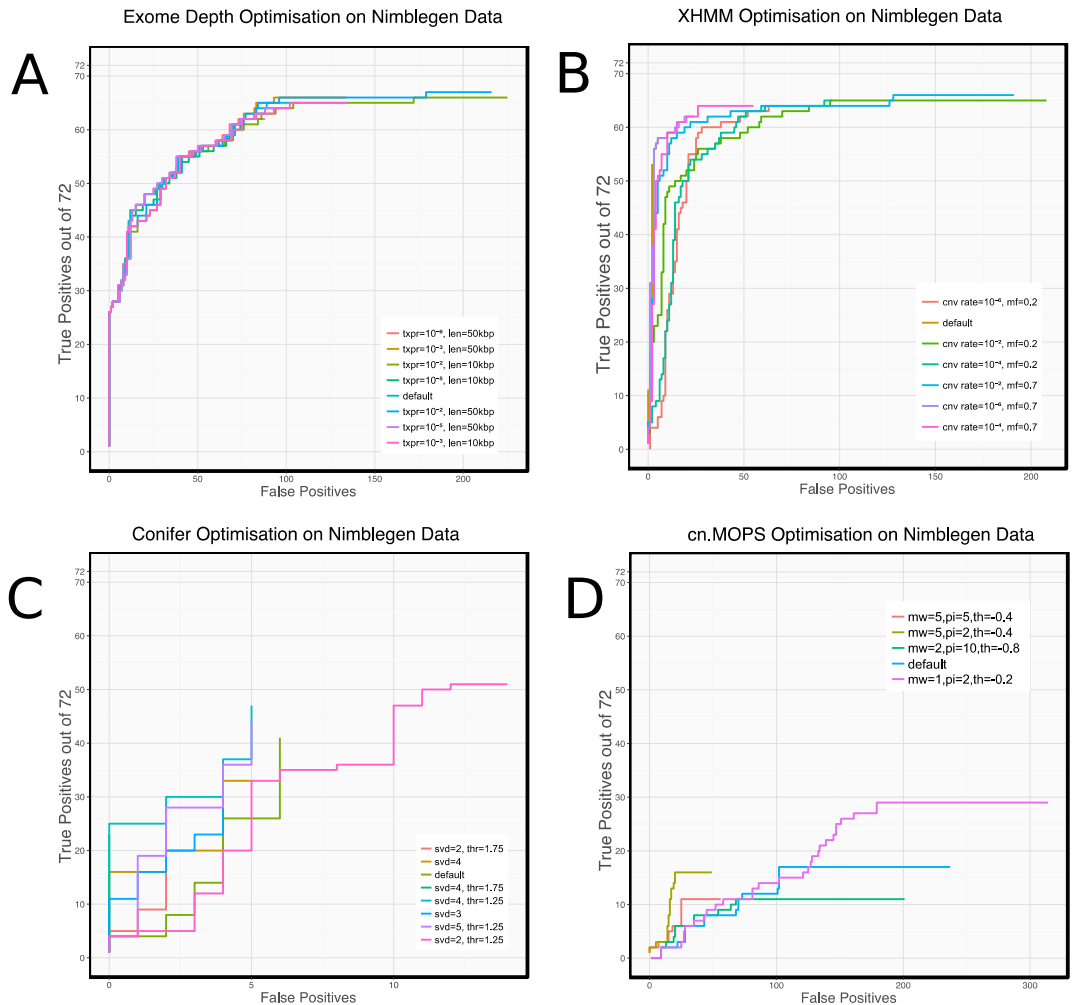 Exome Depth Optimisation on Nimblegen Data
A
True Positives out of 72
72
70
60
50
40
30
20
10
0
txpr=10⁻⁸, len=50kbp
txpr=10⁻³, len=50kbp
txpr=10⁻², len=10kbp
txpr=10⁻⁵, len=10kbp
default
txpr=10⁻², len=50kbp
txpr=10⁻⁵, len=50kbp
txpr=10⁻³, len=10kbp
0 50 100 150 200
False Positives
XHMM Optimisation on Nimblegen Data
B
True Positives out of 72
72
70
60
50
40
30
20
10
0
cnv rate=10⁻⁶, mf=0.2
default
cnv rate=10⁻², mf=0.2
cnv rate=10⁻⁴, mf=0.2
cnv rate=10⁻², mf=0.7
cnv rate=10⁻⁶, mf=0.7
cnv rate=10⁻⁴, mf=0.7
0 50 100 150 200
False Positives
Conifer Optimisation on Nimblegen Data
C
True Positives out of 72
72
70
60
50
40
30
20
10
0
svd=2, thr=1.75
svd=4
default
svd=4, thr=1.75
svd=4, thr=1.25
svd=3
svd=5, thr=1.25
svd=2, thr=1.25
0 5 10
False Positives
cn.MOPS Optimisation on Nimblegen Data
D
True Positives out of 72
72
70
60
50
40
30
20
10
0
mw=5,pi=5,th=-0.4
mw=5,pi=2,th=-0.4
mw=2,pi=10,th=-0.8
default
mw=1,pi=2,th=-0.2
0 100 200 300
False Positives